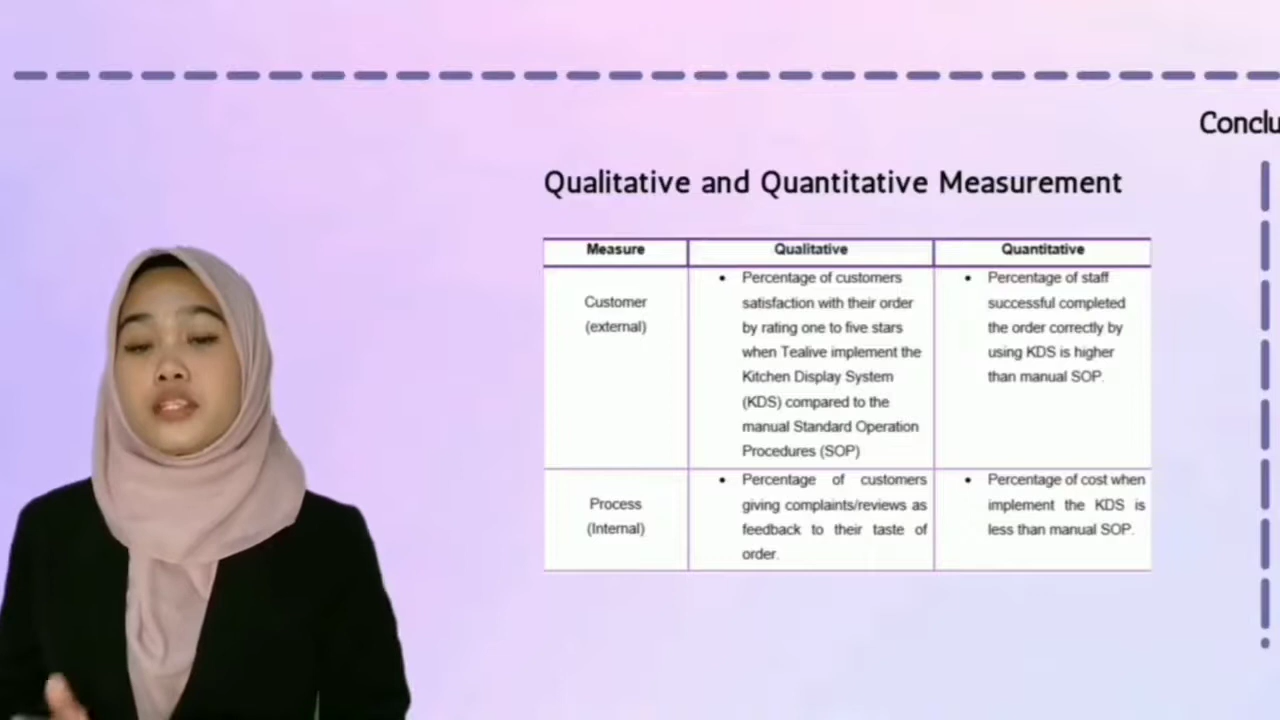 Conclu
Qualitative and Quantitative Measurement
Measure
Qualitative
Quantitative
Customer
(external)
• Percentage of customers
satisfaction with their order
by rating one to five stars
when Tealive implement the
Kitchen Display System
(KDS) compared to the
manual Standard Operation
Procedures (SOP)
• Percentage of staff
successful completed
the order correctly by
using KDS is higher
than manual SOP.
Process
(Internal)
• Percentage of customers
giving complaints/reviews as
feedback to their taste of
order.
• Percentage of cost when
implement the KDS is
less than manual SOP.